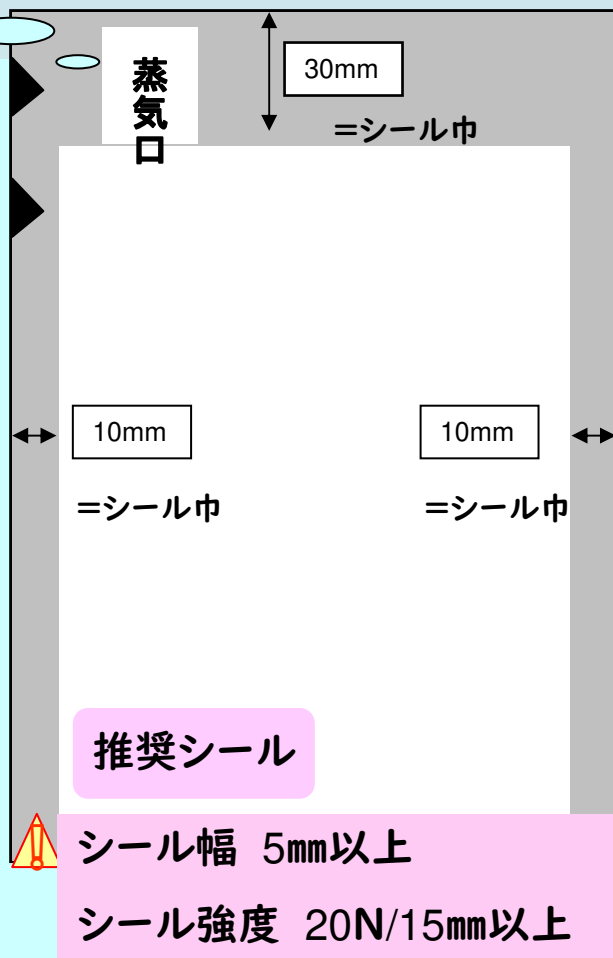 蒸気口
30mm
=シール巾
10mm
10mm
=シール巾
=シール巾
推奨シール
シール幅 5㎜以上
シール強度 20N/15㎜以上